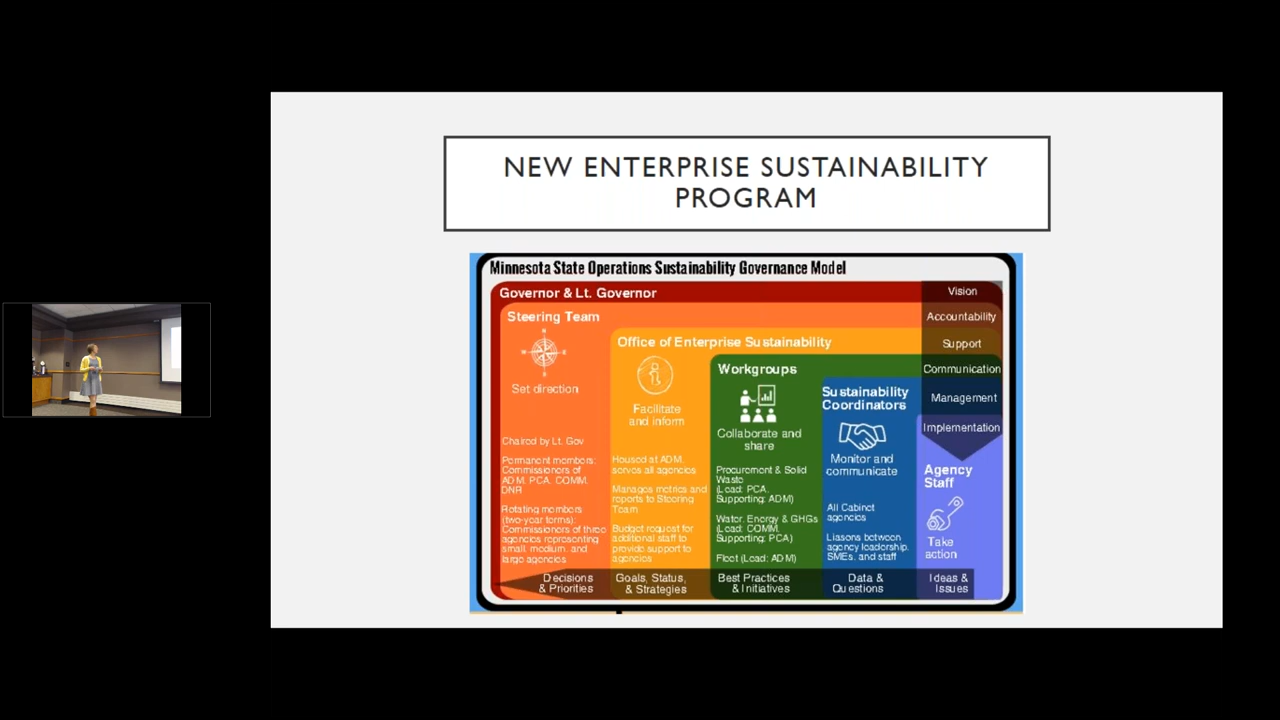 NEW ENTERPRISE SUSTAINABILITY
PROGRAM
Minnesota State Operations Sustainability Governance Model
Governor & Lt. Governor
Vision
Steering Team
Accountability
Office of Enterprise Sustainability
Support
Workgroups
Communication
Sustainability
Coordinators
Management
Implementation
Set direction
Facilitate
and inform
Collaborate and
share
Monitor and
communicate
Agency
Staff
Take
action
Chaired by Lt. Gov
Permanent members:
Commissioners of
ADM, PCA, COMM,
DNR
Rotating members
(two-year terms):
Commissioners of three
agencies representing
small, medium, and
large agencies
Housed at ADM,
serves all agencies
Manages metrics and
reports to Steering
Team
Budget request for
additional staff to
provide support to
agencies
Procurement & Solid
Waste
(Lead: PCA,
Supporting: ADM)
Water, Energy & GHGs
(Lead: COMM,
Supporting: PCA)
Fleet (Lead: ADM)
All Cabinet
agencies
Liasons between
agency leadership,
SMEs, and staff
Decisions
& Priorities
Goals, Status,
& Strategies
Best Practices
& Initiatives
Data &
Questions
Ideas &
Issues